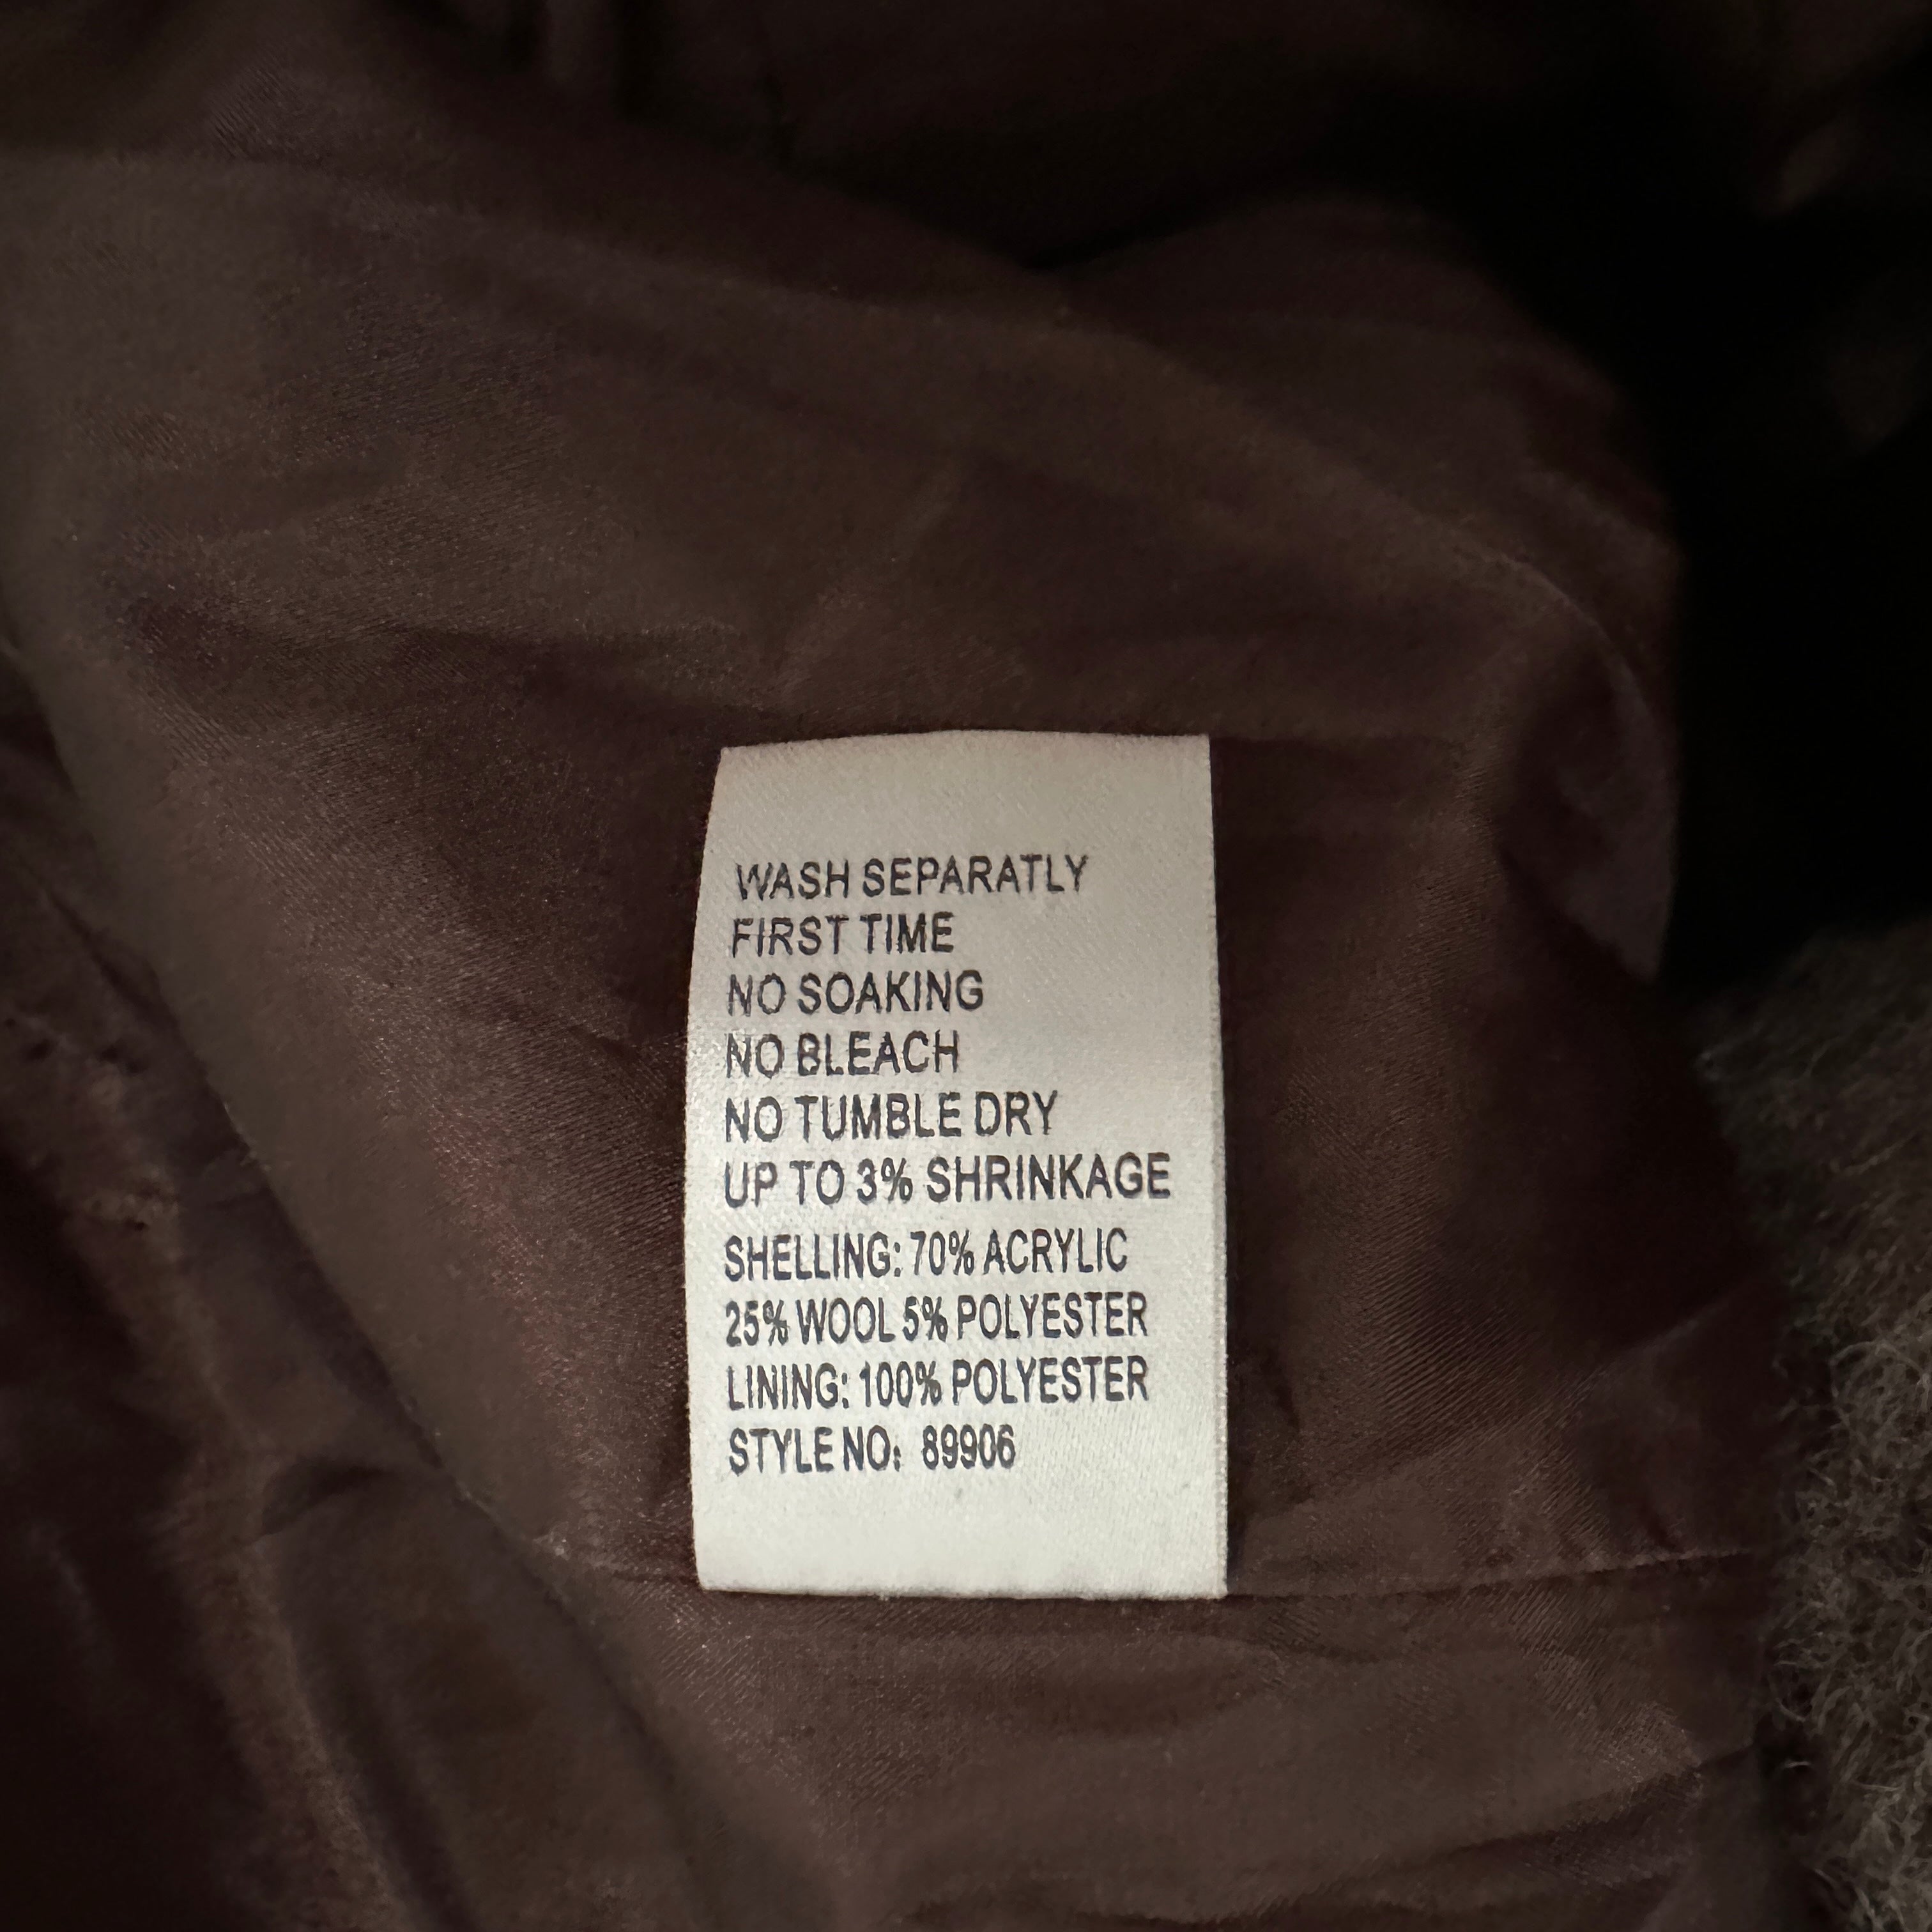 WASH SEPARATLY
FIRST TIME
NO SOAKING
NO BLEACH
NO TUMBLE DRY
UP TO 3% SHRINKAGE
SHELLING: 70% ACRYLIC
25% WOOL 5% POLYESTER
LINING: 100% POLYESTER
STYLE NO: 89906